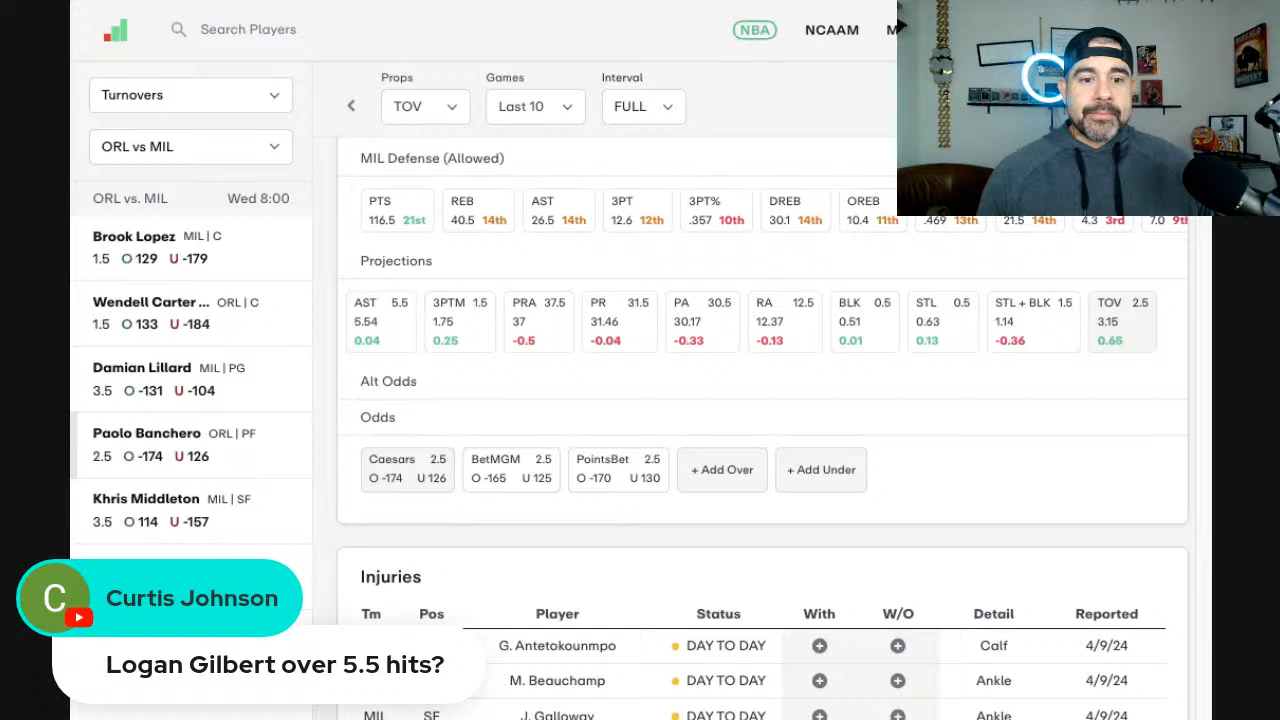 Search Players
NBA
NCAAM
M
Turnovers
ORL vs MIL
Props
Games
Interval
TOV
Last 10
FULL
ORL vs. MIL
Wed 8:00
Brook Lopez MIL | C
1.5 O 129 U -179
Wendell Carter ... ORL | C
1.5 O 133 U -184
Damian Lillard MIL | PG
3.5 O -131 U -104
Paolo Banchero ORL | PF
2.5 O -174 U 126
Khris Middleton MIL | SF
3.5 O 114 U -157
MIL Defense (Allowed)
PTS REB AST 3PT 3PT% DREB OREB
116.5 21st 40.5 14th 26.5 14th 12.6 12th .357 10th 30.1 14th 10.4 11th .469 13th 21.5 14th 4.3 3rd 7.0 9th
Projections
AST 5.5 3PTM 1.5 PRA 37.5 PR 31.5 PA 30.5 RA 12.5 BLK 0.5 STL 0.5 STL + BLK 1.5 TOV 2.5
5.54 1.75 37 31.46 30.17 12.37 0.51 0.63 1.14 3.15
0.04 0.25 -0.5 -0.04 -0.33 -0.13 0.01 0.13 -0.36 0.65
Alt Odds
Odds
Caesars 2.5 BetMGM 2.5 PointsBet 2.5
O -174 U 126 O -165 U 125 O -170 U 130
+ Add Over + Add Under
Injuries
Tm Pos Player Status With W/O Detail Reported
G. Antetokounmpo DAY TO DAY Calf 4/9/24
M. Beauchamp DAY TO DAY Ankle 4/9/24
MIL SF J. Galloway DAY TO DAY Ankle 4/9/24
C
Curtis Johnson
Logan Gilbert over 5.5 hits?